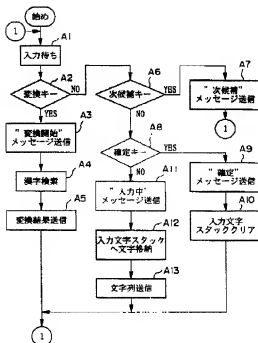 始め
1
A1
入力待ち
A2
変換キー
NO
YES
A3
"変換開始"
メッセージ送信
A4
漢字検索
A5
変換結果送信
1
A6
次候補キー
YES
NO
A7
"次候補"
メッセージ送信
1
A8
確定キー
YES
NO
A9
"確定"
メッセージ送信
A10
入力文字
スタッククリア
A11
"入力中"
メッセージ送信
A12
入力文字スタック
へ文字格納
A13
文字列送信